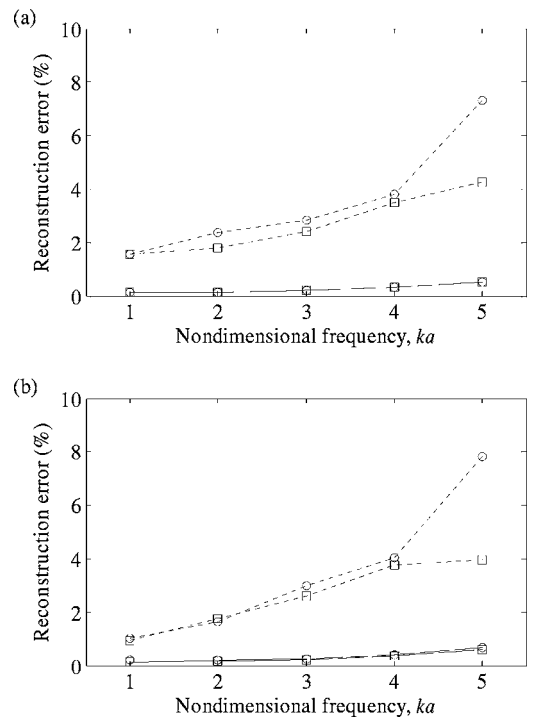 (a)
Reconstruction error (%)
10
8
6
4
2
0
1 2 3 4 5
Nondimensional frequency, ka
(b)
Reconstruction error (%)
10
8
6
4
2
0
1 2 3 4 5
Nondimensional frequency, ka